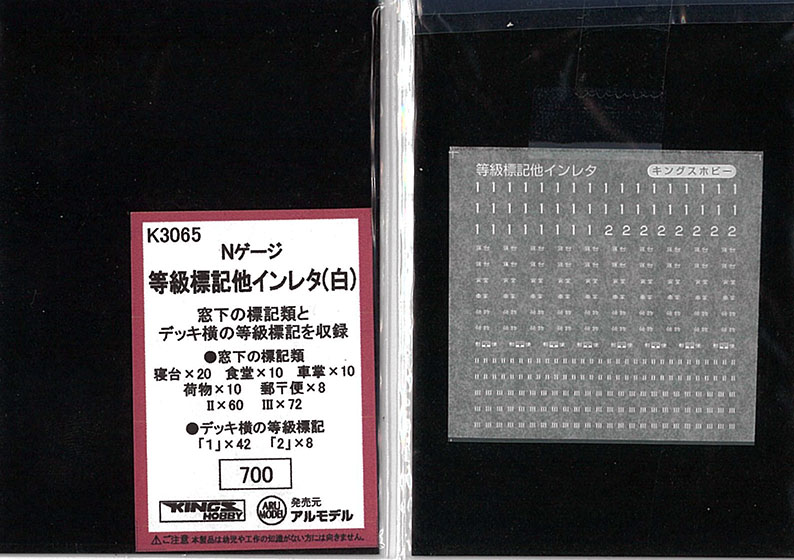 K3065
Nゲージ
等級標記他インレタ(白)
窓下の標記類と
デッキ横の等級標記を収録
●窓下の標記類
寝台×20 食堂×10 車掌×10
荷物×10 郵〒便×8
II×60 III×72
●デッキ横の等級標記
「1」×42 「2」×8
700
KINGS HOBBY
ARU MODEL
発売元
アルモデル
⚠ご注意 本製品は幼児や工作の知識がない方には向きません。
等級標記他インレタ キングスホビー
1 1 1 1 1 1 1 1 1 1 1 1 1 1 1 1 1
1 1 1 1 1 1 1 1 1 1 1 1 1 1 1 1 1
1 1 1 1 1 1 1 1 2 2 2 2 2 2 2 2